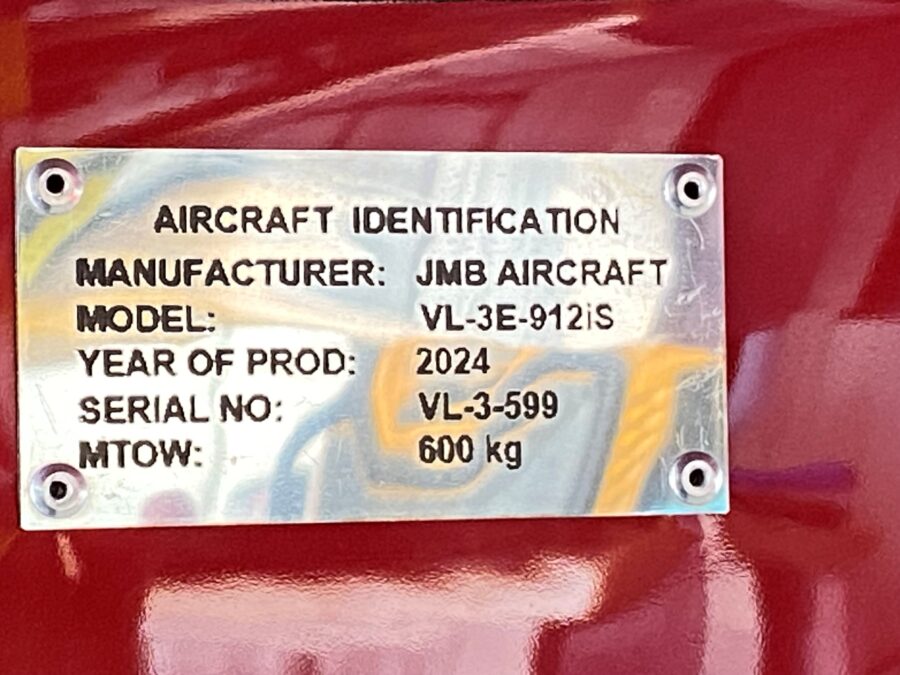 AIRCRAFT IDENTIFICATION
MANUFACTURER: JMB AIRCRAFT
MODEL: VL-3E-912iS
YEAR OF PROD: 2024
SERIAL NO: VL-3-599
MTOW: 600 kg